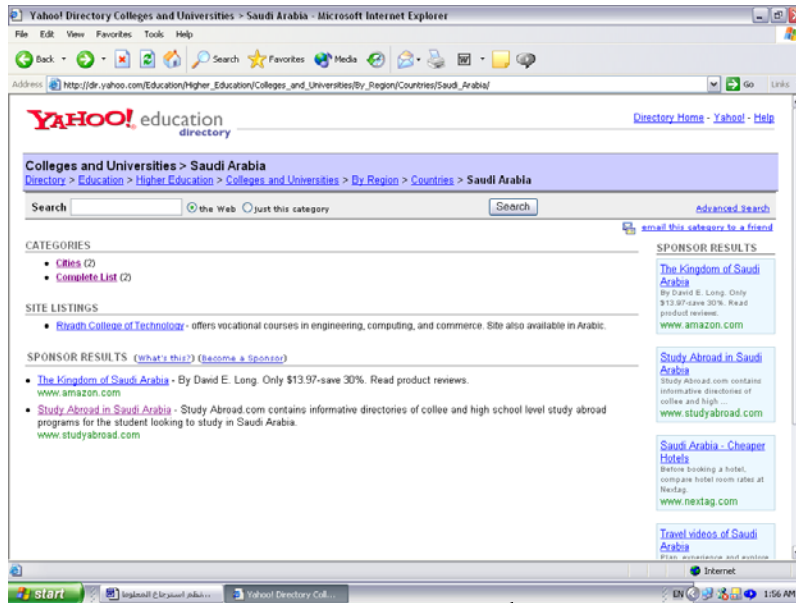 Yahoo! Directory Colleges and Universities > Saudi Arabia - Microsoft Internet Explorer
File Edit View Favorites Tools Help
Back Search Favorites Media
Address http://dir.yahoo.com/Education/Higher_Education/Colleges_and_Universities/By_Region/Countries/Saudi_Arabia/ Go Links
YAHOO! education
directory
Directory Home - Yahoo! - Help
Colleges and Universities > Saudi Arabia
Directory > Education > Higher Education > Colleges and Universities > By Region > Countries > Saudi Arabia
Search the Web just this category Search Advanced Search
email this category to a friend
CATEGORIES
Cities (2)
Complete List (2)
SITE LISTINGS
Riyadh College of Technology - offers vocational courses in engineering, computing, and commerce. Site also available in Arabic.
SPONSOR RESULTS (What's this?) (Become a Sponsor)
The Kingdom of Saudi Arabia - By David E. Long. Only $13.97-save 30%. Read product reviews.
www.amazon.com
Study Abroad in Saudi Arabia - Study Abroad.com contains informative directories of collee and high school level study abroad
programs for the student looking to study in Saudi Arabia.
www.studyabroad.com
SPONSOR RESULTS
The Kingdom of Saudi
Arabia
By David E. Long. Only
$13.97-save 30%. Read
product reviews.
www.amazon.com
Study Abroad in Saudi
Arabia
Study Abroad.com contains
informative directories of
collee and high ...
www.studyabroad.com
Saudi Arabia - Cheaper
Hotels
Before booking a hotel,
compare hotel room rates at
Nextag.
www.nextag.com
Travel videos of Saudi
Arabia
Plan, experience and explore
Internet
start نظم استرجاع المعلوما... Yahoo! Directory Coll... EN 1:56 AM